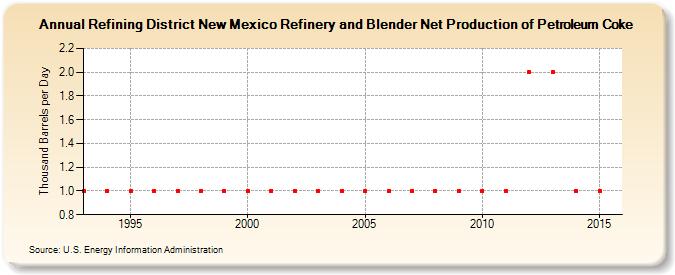 Annual Refining District New Mexico Refinery and Blender Net Production of Petroleum Coke
Thousand Barrels per Day
2.2
2.0
1.8
1.6
1.4
1.2
1.0
0.8
1995 2000 2005 2010 2015
Source: U.S. Energy Information Administration